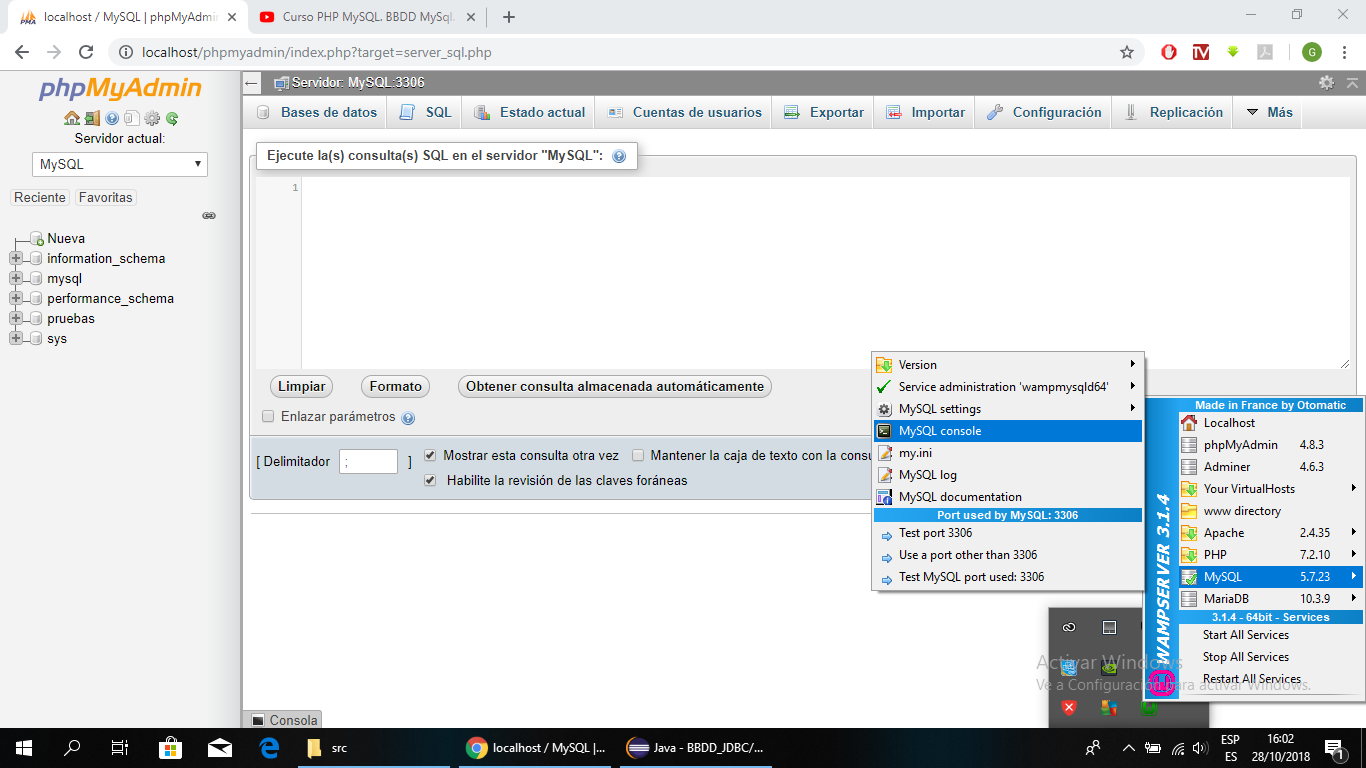 localhost / MySQL | phpMyAdmin
Curso PHP MySQL. BBDD MySql.
localhost/phpmyadmin/index.php?target=server_sql.php
G
phpMyAdmin
Servidor actual:
MySQL
Reciente
Favoritas
Nueva
information_schema
mysql
performance_schema
pruebas
sys
Servidor: MySQL:3306
Bases de datos
SQL
Estado actual
Cuentas de usuarios
Exportar
Importar
Configuración
Replicación
Más
Ejecute la(s) consulta(s) SQL en el servidor "MySQL":
1
Limpiar
Formato
Obtener consulta almacenada automáticamente
Enlazar parámetros
[ Delimitador ; ]
Mostrar esta consulta otra vez
Mantener la caja de texto con la consu
Habilite la revisión de las claves foráneas
Consola
Version
Service administration 'wampmysqld64'
MySQL settings
MySQL console
my.ini
MySQL log
MySQL documentation
Port used by MySQL: 3306
Test port 3306
Use a port other than 3306
Test MySQL port used: 3306
WAMPSERVER 3.1.4
Made in France by Otomatic
Localhost
phpMyAdmin 4.8.3
Adminer 4.6.3
Your VirtualHosts
www directory
Apache 2.4.35
PHP 7.2.10
MySQL 5.7.23
MariaDB 10.3.9
3.1.4 - 64bit - Services
Start All Services
Stop All Services
Restart All Services
Activar Windows
Ve a Configuración para activar Windows.
src
localhost / MySQL |...
Java - BBDD_JDBC/...
ESP
ES
16:02
28/10/2018
1